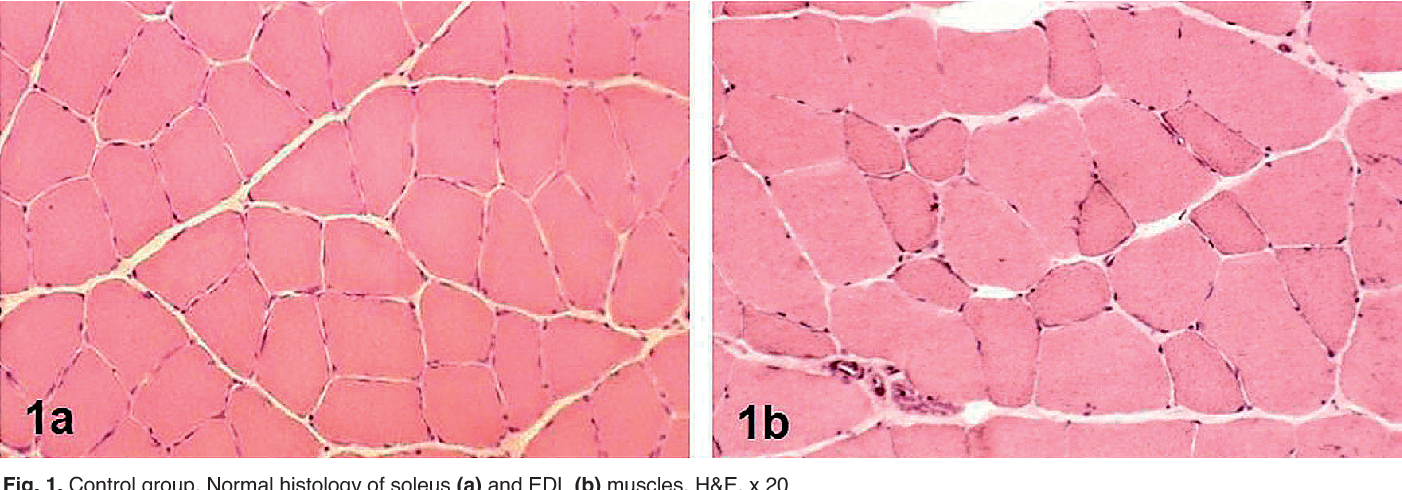 1a
1b
Fig. 1. Control group. Normal histology of soleus (a) and EDL (b) muscles. H&E, x 20